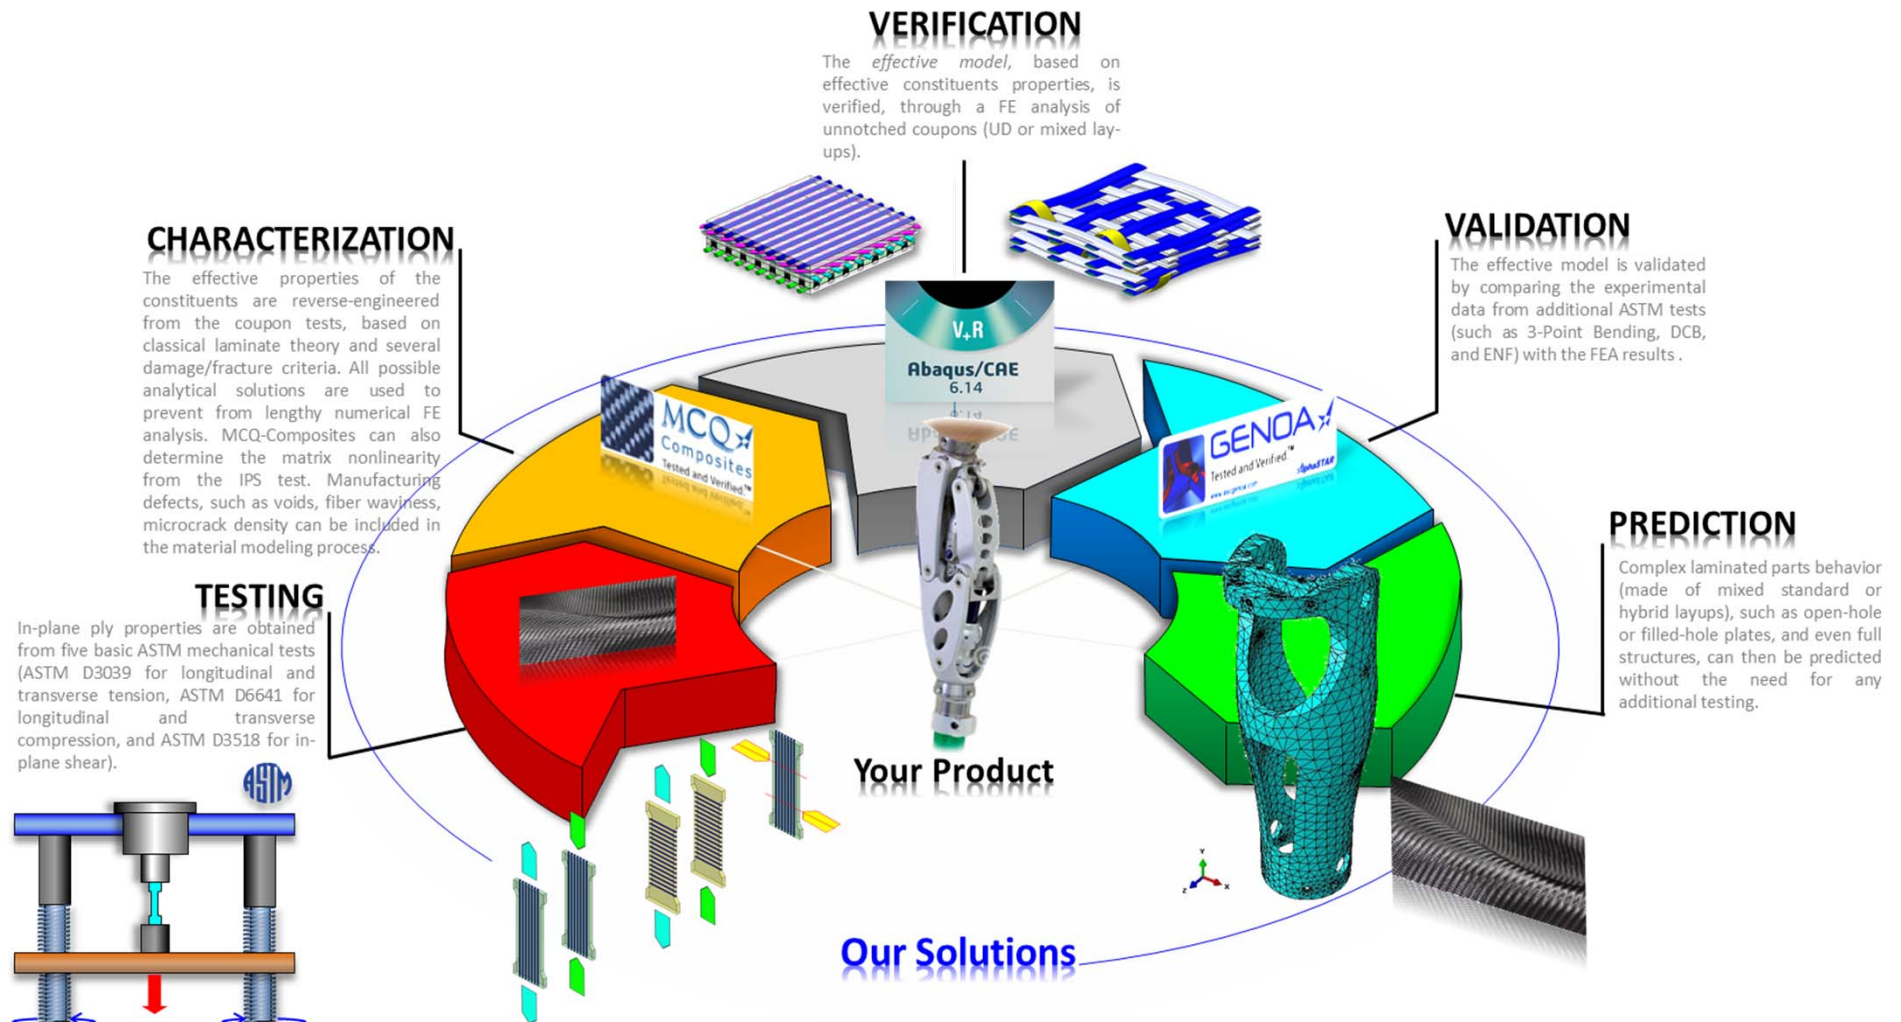 VERIFICATION
The effective model, based on
effective constituents properties, is
verified, through a FE analysis of
unnotched coupons (UD or mixed lay-
ups).
CHARACTERIZATION
The effective properties of the
constituents are reverse-engineered
from the coupon tests, based on
classical laminate theory and several
damage/fracture criteria. All possible
analytical solutions are used to
prevent from lengthy numerical FE
analysis. MCQ-Composites can also
determine the matrix nonlinearity
from the IPS test. Manufacturing
defects, such as voids, fiber waviness,
microcrack density can be included in
the material modeling process.
VALIDATION
The effective model is validated
by comparing the experimental
data from additional ASTM tests
(such as 3-Point Bending, DCB,
and ENF) with the FEA results .
V+R
Abaqus/CAE
6.14
MCQ
Composites
Tested and Verified.™
GENOA
Tested and Verified.™
AlphaSTAR
PREDICTION
Complex laminated parts behavior
(made of mixed standard or
hybrid layups), such as open-hole
or filled-hole plates, and even full
structures, can then be predicted
without the need for any
additional testing.
TESTING
In-plane ply properties are obtained
from five basic ASTM mechanical tests
(ASTM D3039 for longitudinal and
transverse tension, ASTM D6641 for
longitudinal and transverse
compression, and ASTM D3518 for in-
plane shear).
ASTM
Your Product
Y
Z
X
Our Solutions